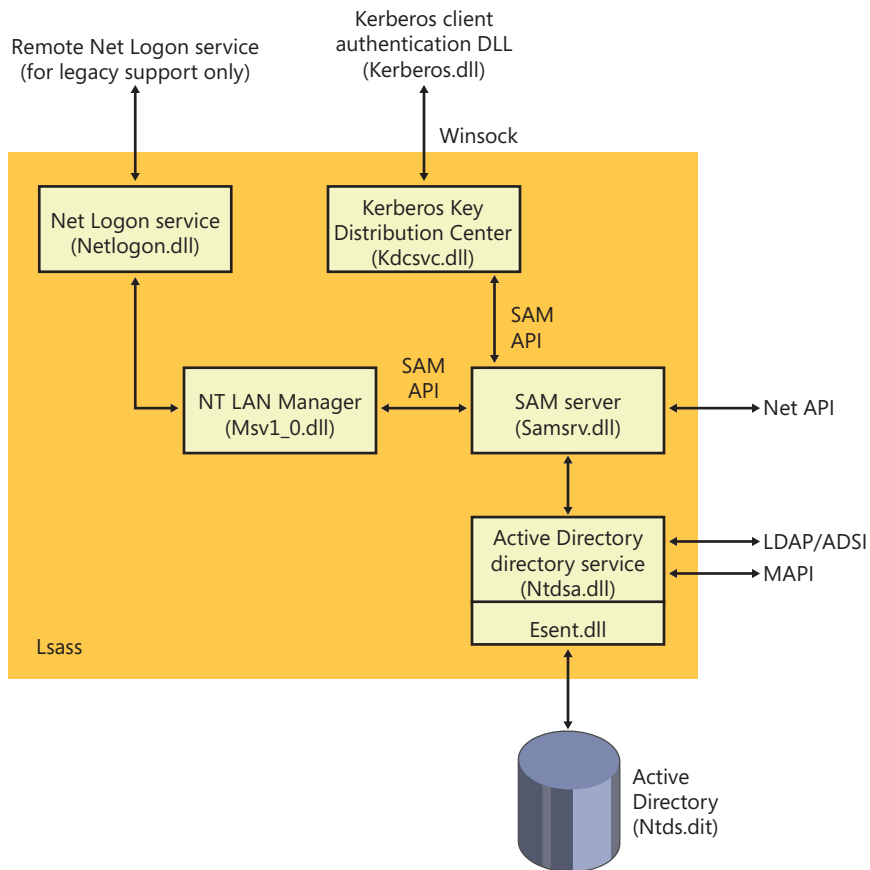 Remote Net Logon service
(for legacy support only)
Kerberos client
authentication DLL
(Kerberos.dll)
Winsock
Net Logon service
(Netlogon.dll)
Kerberos Key
Distribution Center
(Kdcsvc.dll)
SAM
API
SAM
API
NT LAN Manager
(Msv1_0.dll)
SAM server
(Samsrv.dll)
Net API
Active Directory
directory service
(Ntdsa.dll)
LDAP/ADSI
MAPI
Esent.dll
Lsass
Active
Directory
(Ntds.dit)